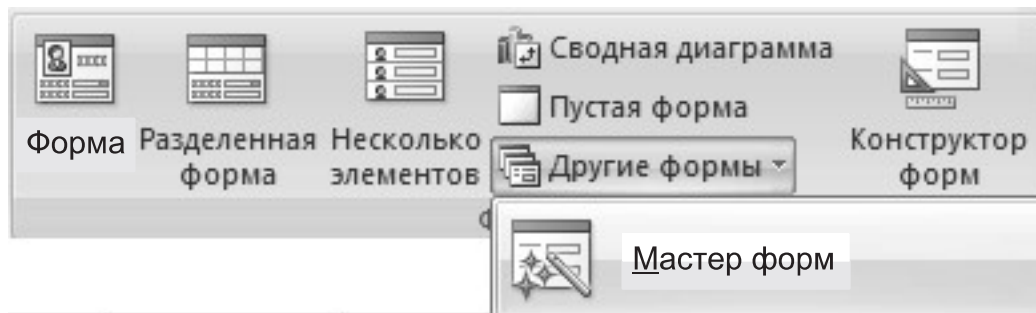 Форма
Разделенная
форма
Несколько
элементов
Сводная диаграмма
Пустая форма
Другие формы
Конструктор
форм
Мастер форм